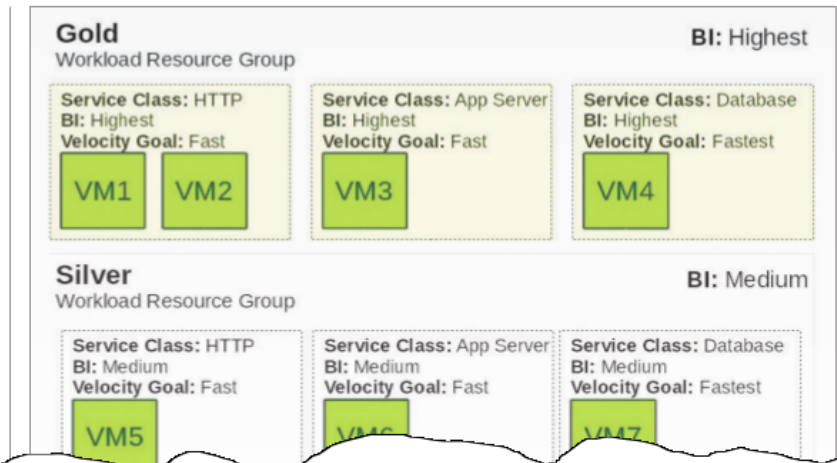 Gold
BI: Highest
Workload Resource Group
Service Class: HTTP
BI: Highest
Velocity Goal: Fast
VM1 VM2
Service Class: App Server
BI: Highest
Velocity Goal: Fast
VM3
Service Class: Database
BI: Highest
Velocity Goal: Fastest
VM4
Silver
BI: Medium
Workload Resource Group
Service Class: HTTP
BI: Medium
Velocity Goal: Fast
VM5
Service Class: App Server
BI: Medium
Velocity Goal: Fast
VM6
Service Class: Database
BI: Medium
Velocity Goal: Fastest
VM7